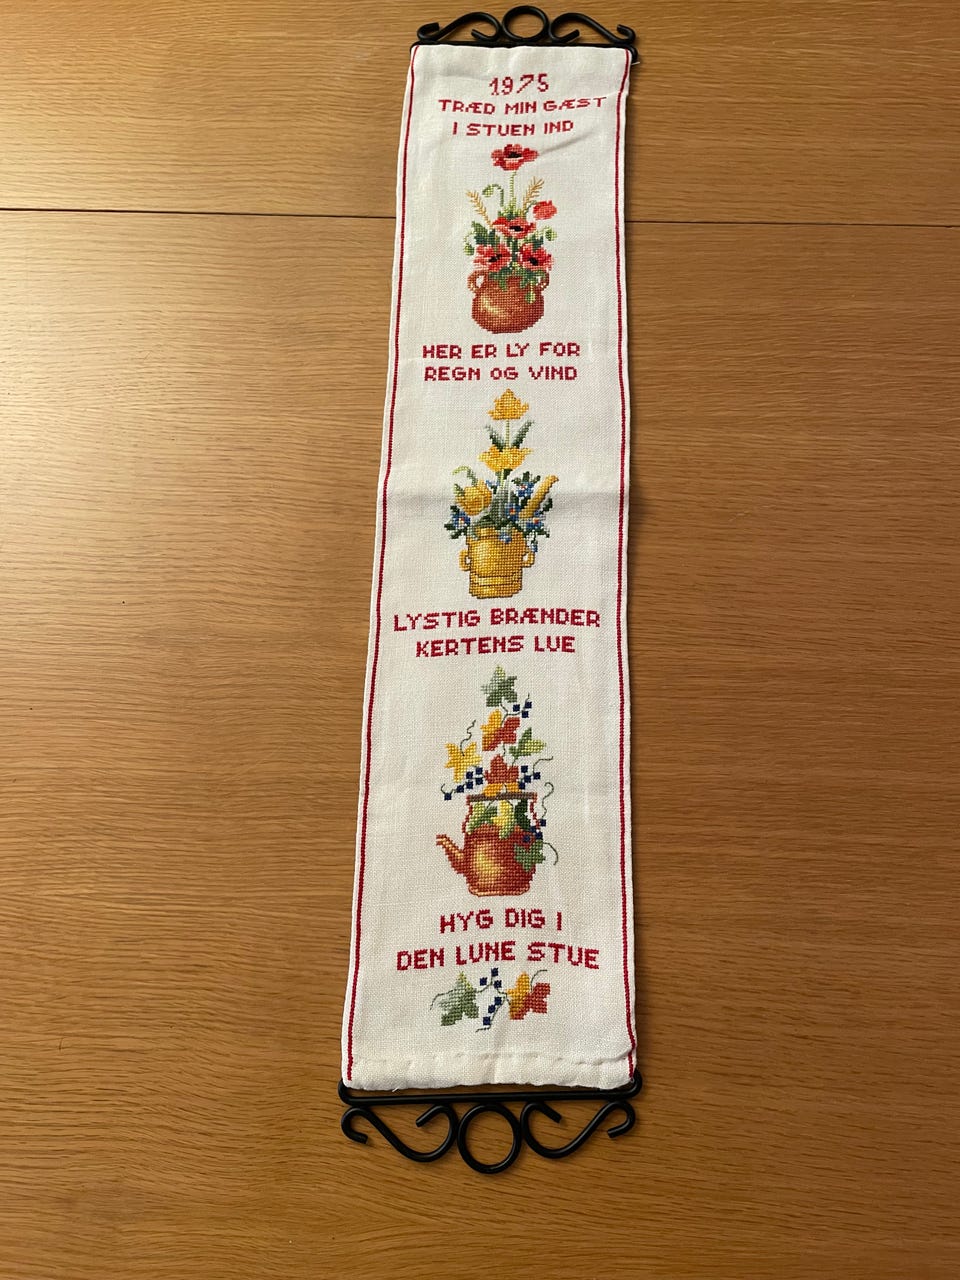 1975
TRÆD MIN GÆST
I STUEN IND
HER ER LY FOR
REGN OG VIND
LYSTIG BRÆNDER
KERTENS LUE
HYG DIG I
DEN LUNE STUE